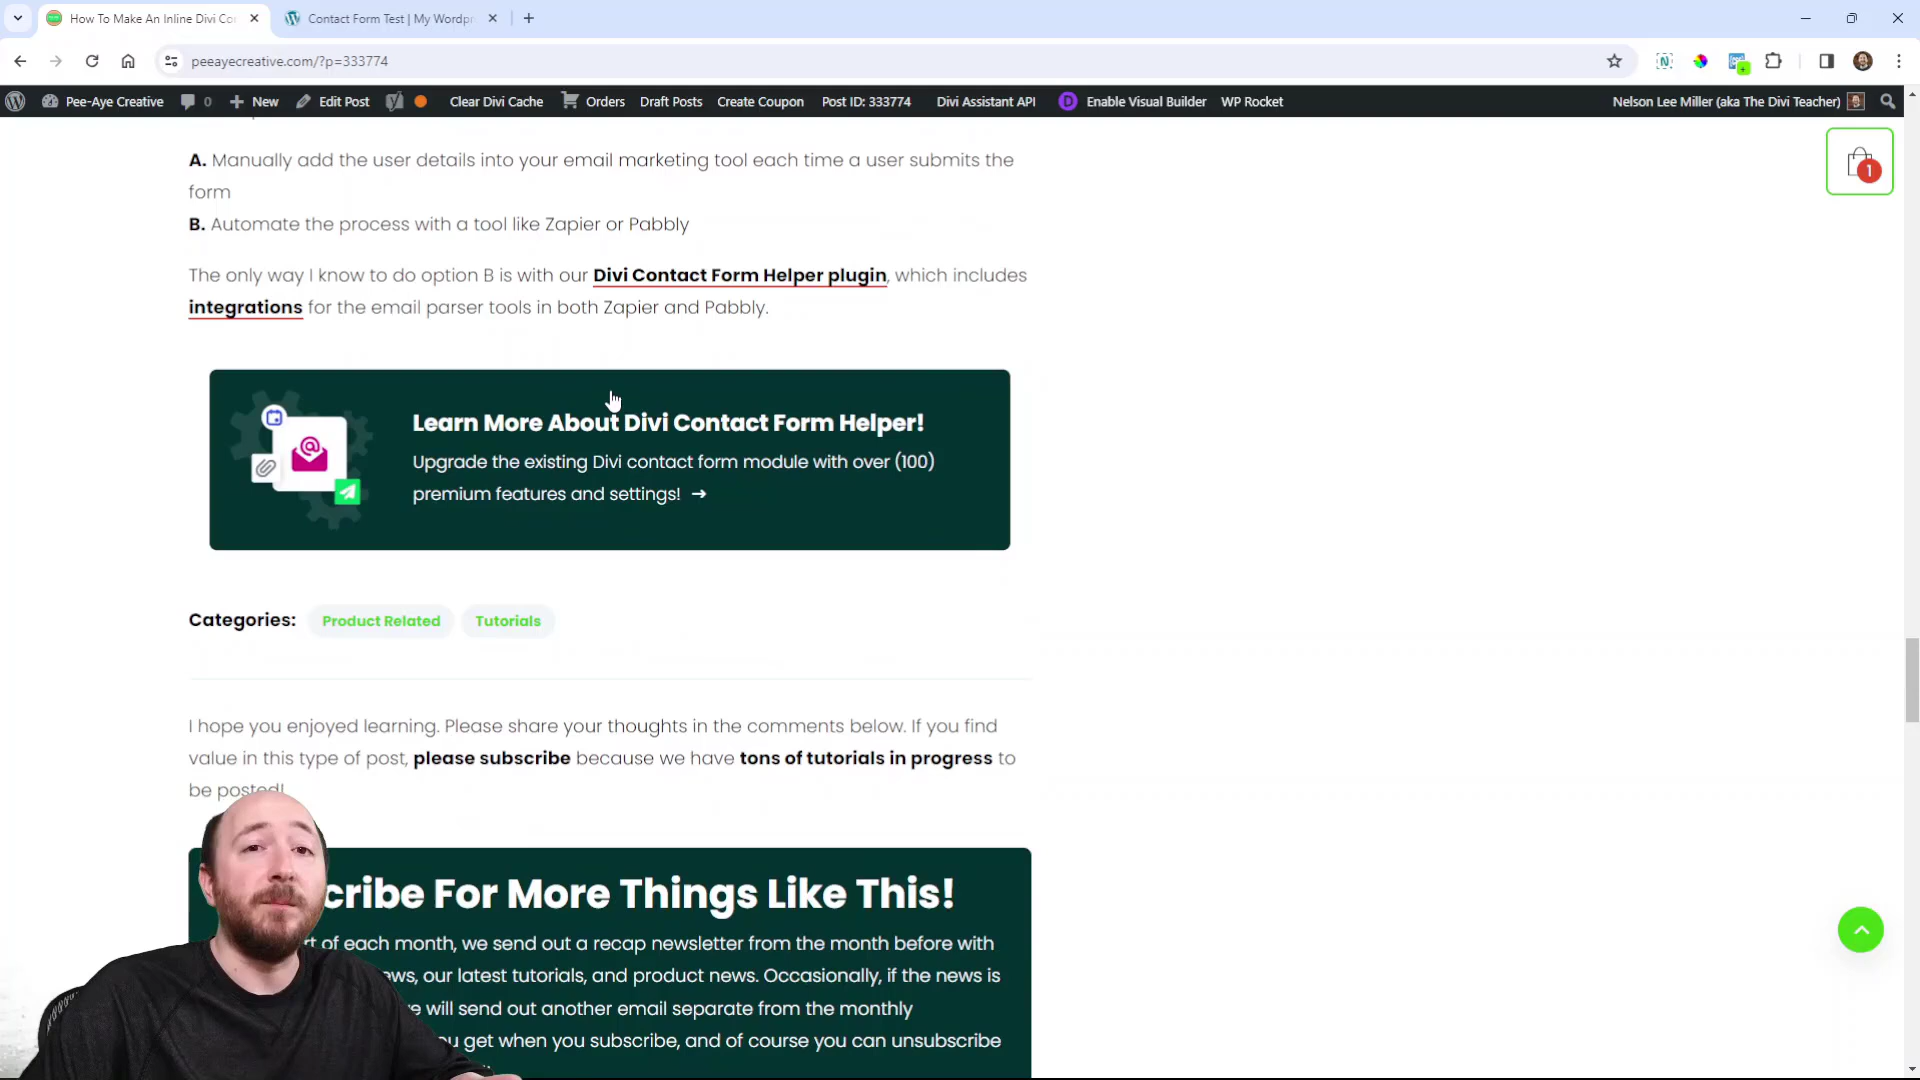 How To Make An Inline Divi Co
Contact Form Test | My Wordpr
peeayecreative.com/?p=333774
Pee-Aye Creative
0
New
Edit Post
Clear Divi Cache
Orders
Draft Posts
Create Coupon
Post ID: 333774
Divi Assistant API
Enable Visual Builder
WP Rocket
Nelson Lee Miller (aka The Divi Teacher)
1
A. Manually add the user details into your email marketing tool each time a user submits the
form
B. Automate the process with a tool like Zapier or Pabbly
The only way I know to do option B is with our Divi Contact Form Helper plugin, which includes
integrations for the email parser tools in both Zapier and Pabbly.
Learn More About Divi Contact Form Helper!
Upgrade the existing Divi contact form module with over (100)
premium features and settings! →
Categories: Product Related Tutorials
I hope you enjoyed learning. Please share your thoughts in the comments below. If you find
value in this type of post, please subscribe because we have tons of tutorials in progress to
be posted!
cribe For More Things Like This!
rt of each month, we send out a recap newsletter from the month before with
ews, our latest tutorials, and product news. Occasionally, if the news is
e will send out another email separate from the monthly
u get when you subscribe, and of course you can unsubscribe